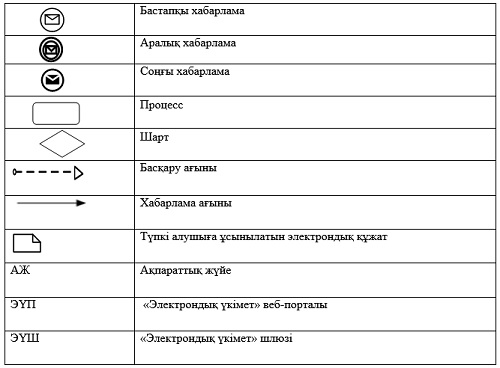 Бастапқы хабарлама
Аралық хабарлама
Соңғы хабарлама
Процесс
Шарт
Басқару ағыны
Хабарлама ағыны
Түпкі алушыға ұсынылатын электрондық құжат
АЖ Ақпараттық жүйе
ЭҮП «Электрондық үкімет» веб-порталы
ЭҮШ «Электрондық үкімет» шлюзі